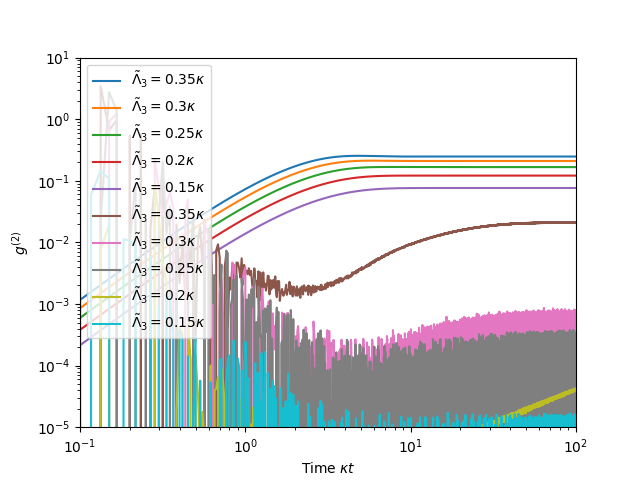 10¹
10⁰
10⁻¹
10⁻²
10⁻³
10⁻⁴
10⁻⁵
g⁽²⁾
Λ̃₃ = 0.35κ
Λ̃₃ = 0.3κ
Λ̃₃ = 0.25κ
Λ̃₃ = 0.2κ
Λ̃₃ = 0.15κ
Λ̃₃ = 0.35κ
Λ̃₃ = 0.3κ
Λ̃₃ = 0.25κ
Λ̃₃ = 0.2κ
Λ̃₃ = 0.15κ
10⁻¹ 10⁰ 10¹ 10²
Time κt